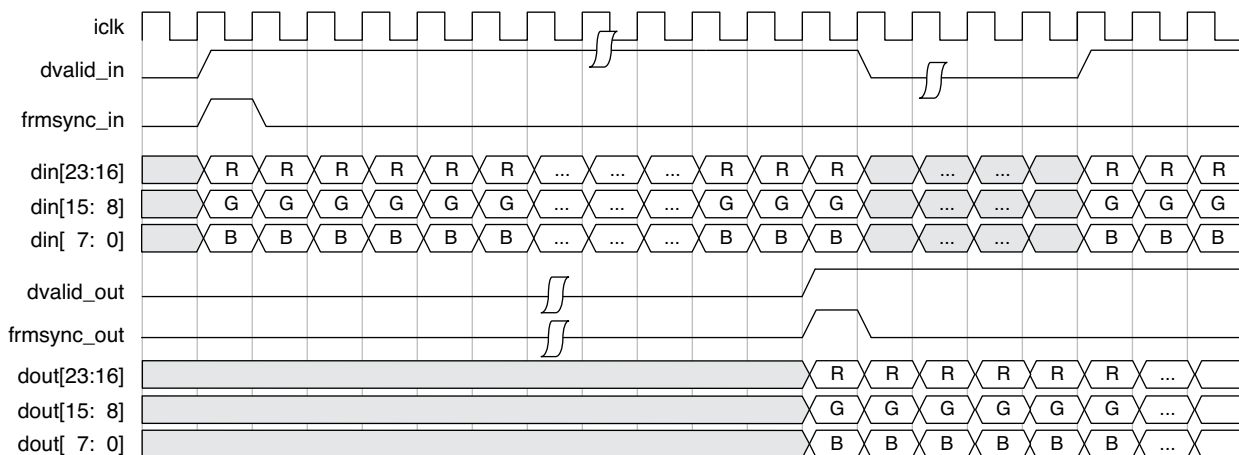 iclk
dvalid_in
frmsync_in
din[23:16] R R R R R R ... ... ... R R R ... ... R R R
din[15: 8] G G G G G G ... ... ... G G G ... ... G G G
din[ 7: 0] B B B B B B ... ... ... B B B ... ... B B B
dvalid_out
frmsync_out
dout[23:16] R R R R R R ...
dout[15: 8] G G G G G G ...
dout[ 7: 0] B B B B B B ...